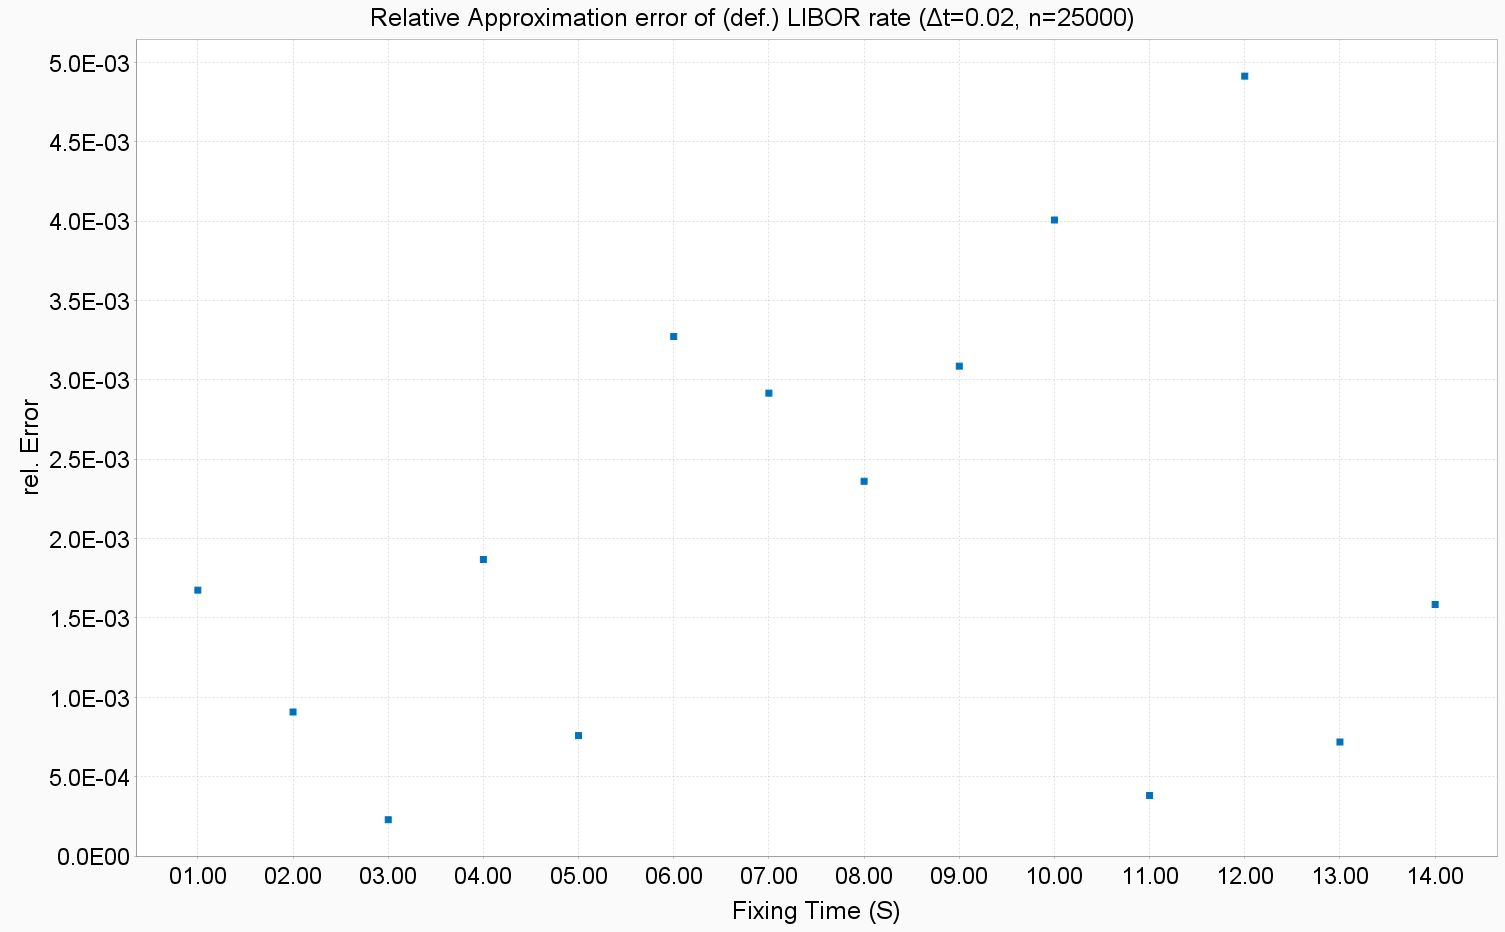 Relative Approximation error of (def.) LIBOR rate (Δt=0.02, n=25000)
5.0E-03
4.5E-03
4.0E-03
3.5E-03
3.0E-03
2.5E-03
2.0E-03
1.5E-03
1.0E-03
5.0E-04
0.0E00
rel. Error
01.00 02.00 03.00 04.00 05.00 06.00 07.00 08.00 09.00 10.00 11.00 12.00 13.00 14.00
Fixing Time (S)